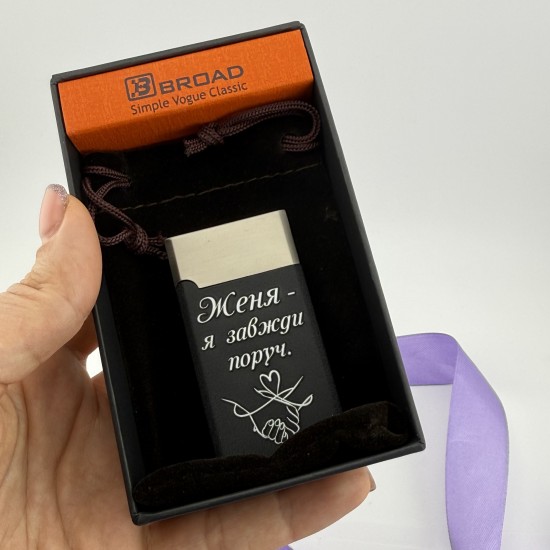 BROAD
Simple Vogue Classic
Женя -
я завжди
поруч.